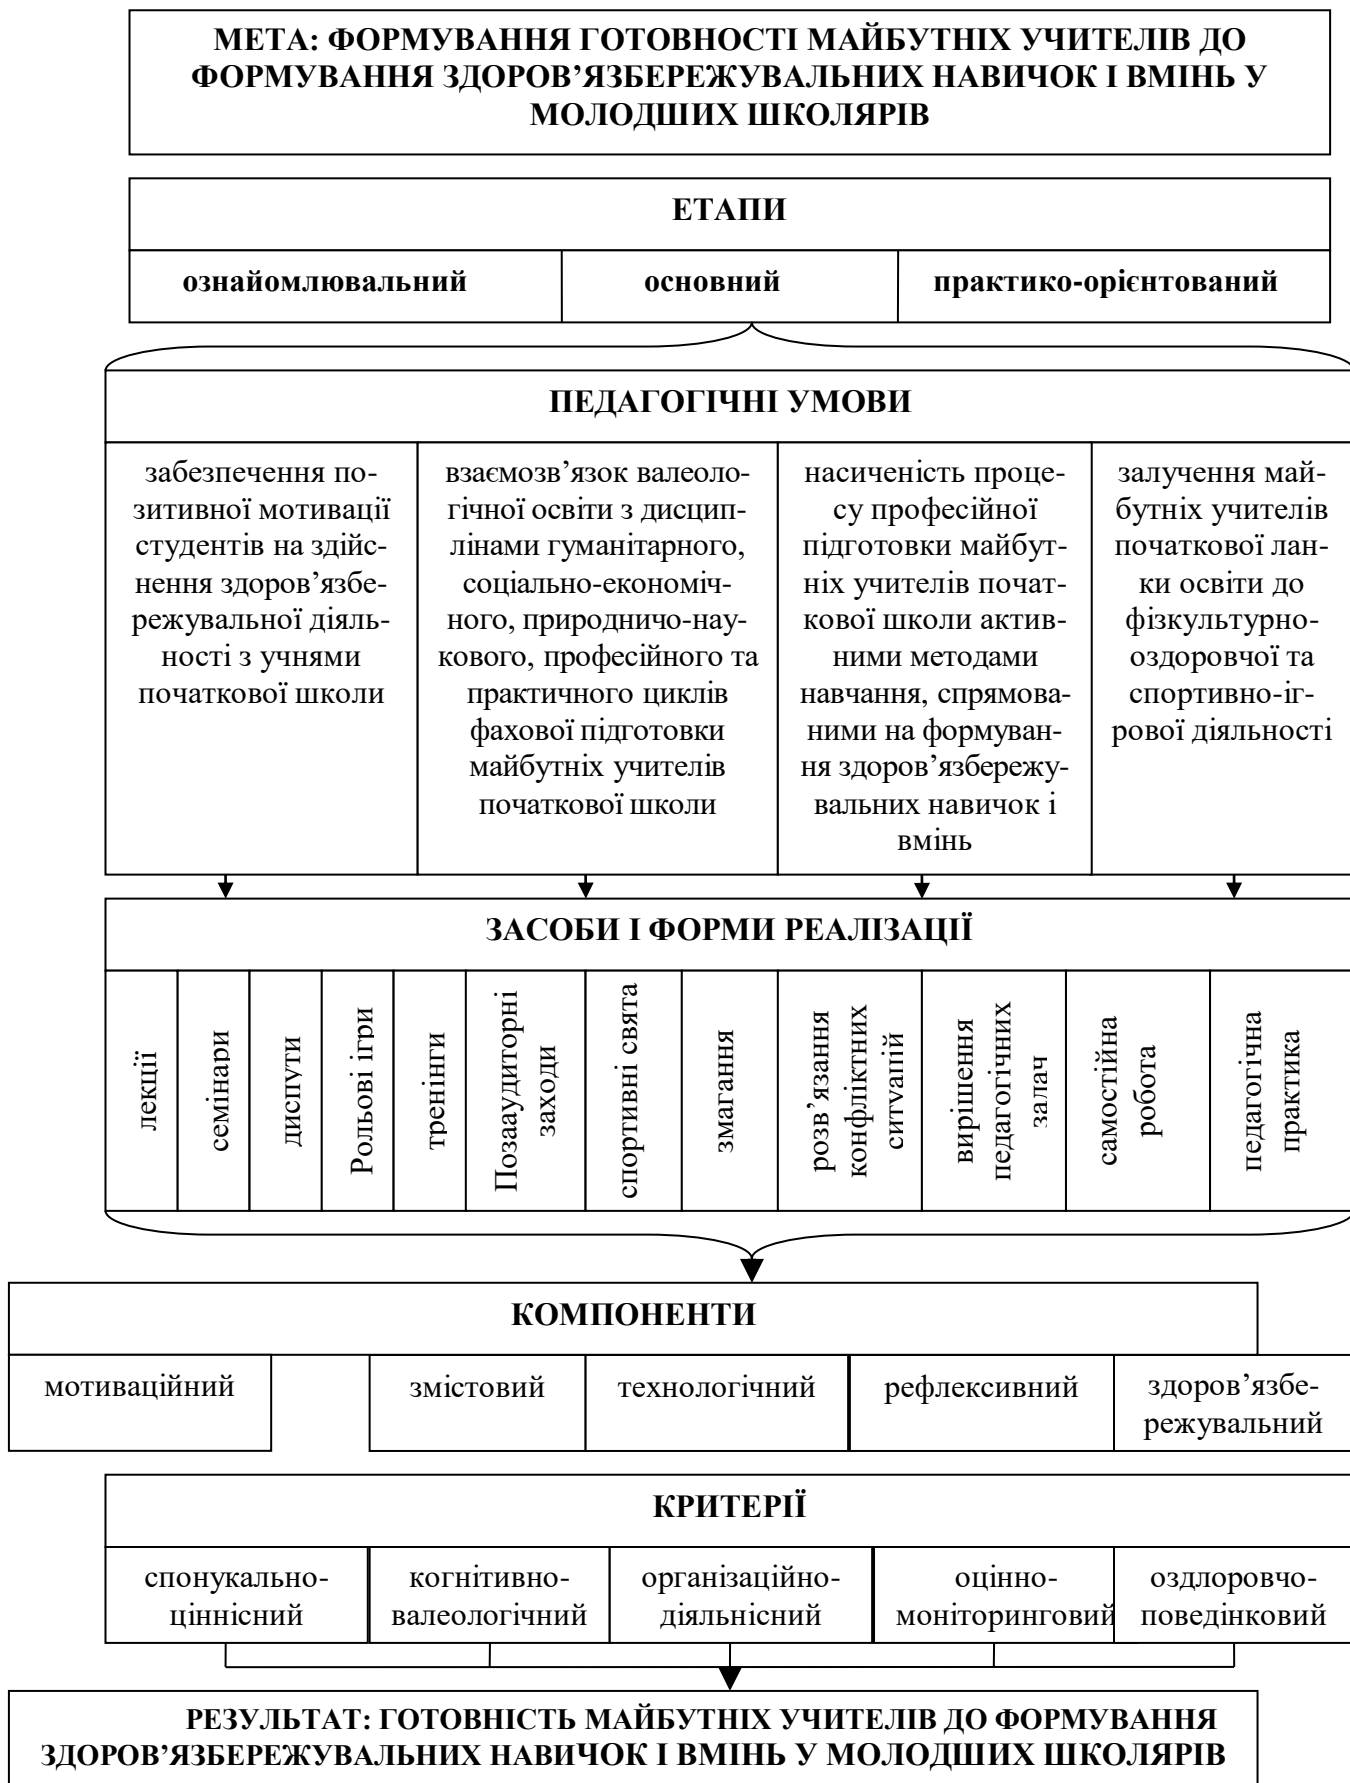 МЕТА: ФОРМУВАННЯ ГОТОВНОСТІ МАЙБУТНІХ УЧИТЕЛІВ ДО
ФОРМУВАННЯ ЗДОРОВ’ЯЗБЕРЕЖУВАЛЬНИХ НАВИЧОК І ВМІНЬ У
МОЛОДШИХ ШКОЛЯРІВ
ЕТАПИ
ознайомлювальний
основний
практико-орієнтований
ПЕДАГОГІЧНІ УМОВИ
забезпечення по-
зитивної мотивації
студентів на здійс-
нення здоров’язбе-
режувальної діяль-
ності з учнями
початкової школи
взаємозв’язок валеоло-
гічної освіти з дисцип-
лінами гуманітарного,
соціально-економіч-
ного, природничо-нау-
кового, професійного та
практичного циклів
фахової підготовки
майбутніх учителів
початкової школи
насиченість проце-
су професійної
підготовки майбут-
ніх учителів почат-
кової школи актив-
ними методами
навчання, спрямова-
ними на формуван-
ня здоров’язбережу-
вальних навичок і
вмінь
залучення май-
бутніх учителів
початкової лан-
ки освіти до
фізкультурно-
оздоровчої та
спортивно-іг-
рової діяльності
ЗАСОБИ І ФОРМИ РЕАЛІЗАЦІЇ
лекції
семінари
диспути
Рольові ігри
тренінги
Позааудиторні
заходи
спортивні свята
змагання
розв’язання
конфліктних
ситуацій
вирішення
педагогічних
задач
самостійна
робота
педагогічна
практика
КОМПОНЕНТИ
мотиваційний
змістовий
технологічний
рефлексивний
здоров’язбе-
режувальний
КРИТЕРІЇ
спонукально-
ціннісний
когнітивно-
валеологічний
організаційно-
діяльнісний
оцінно-
моніторинговий
оздлоровчо-
поведінковий
РЕЗУЛЬТАТ: ГОТОВНІСТЬ МАЙБУТНІХ УЧИТЕЛІВ ДО ФОРМУВАННЯ
ЗДОРОВ’ЯЗБЕРЕЖУВАЛЬНИХ НАВИЧОК І ВМІНЬ У МОЛОДШИХ ШКОЛЯРІВ